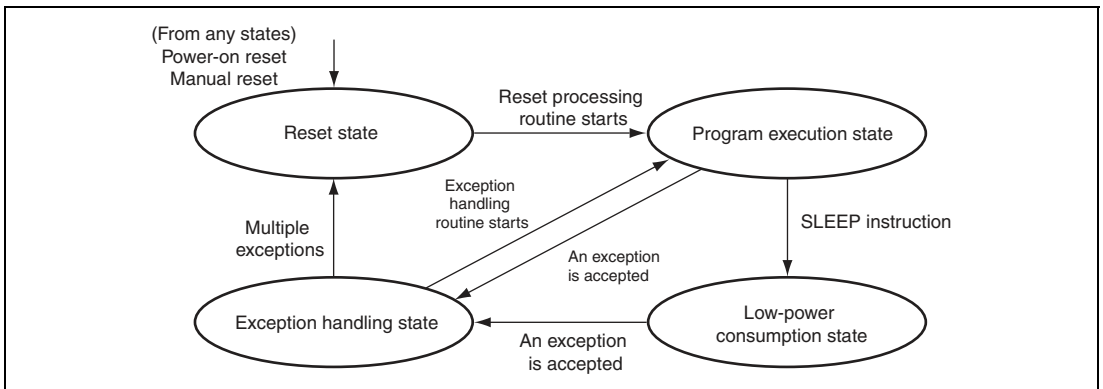 (From any states)
Power-on reset
Manual reset
Reset state
Reset processing
routine starts
Program execution state
Exception
handling
routine starts
Multiple
exceptions
SLEEP instruction
An exception
is accepted
Exception handling state
An exception
is accepted
Low-power
consumption state